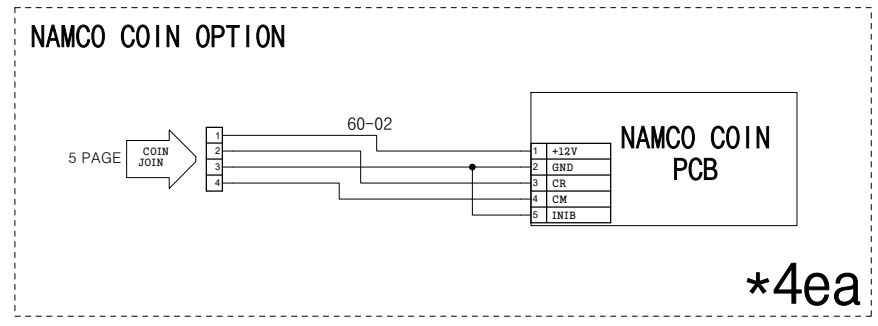 NAMCO COIN OPTION
60-02
5 PAGE
COIN
JOIN
1
2
3
4
1 +12V
2 GND
3 CR
4 CM
5 INIB
NAMCO COIN
PCB
*4ea